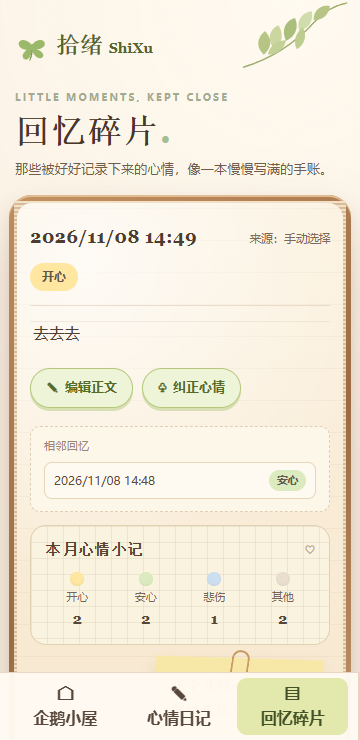 拾绪 ShiXu
LITTLE MOMENTS, KEPT CLOSE
回忆碎片
那些被好好记录下来的心情，像一本慢慢写满的手账。
2026/11/08 14:49
来源：手动选择
开心
去去去
编辑正文
纠正心情
相邻回忆
2026/11/08 14:48
安心
本月心情小记
开心 安心 悲伤 其他
2 2 1 2
企鹅小屋 心情日记 回忆碎片